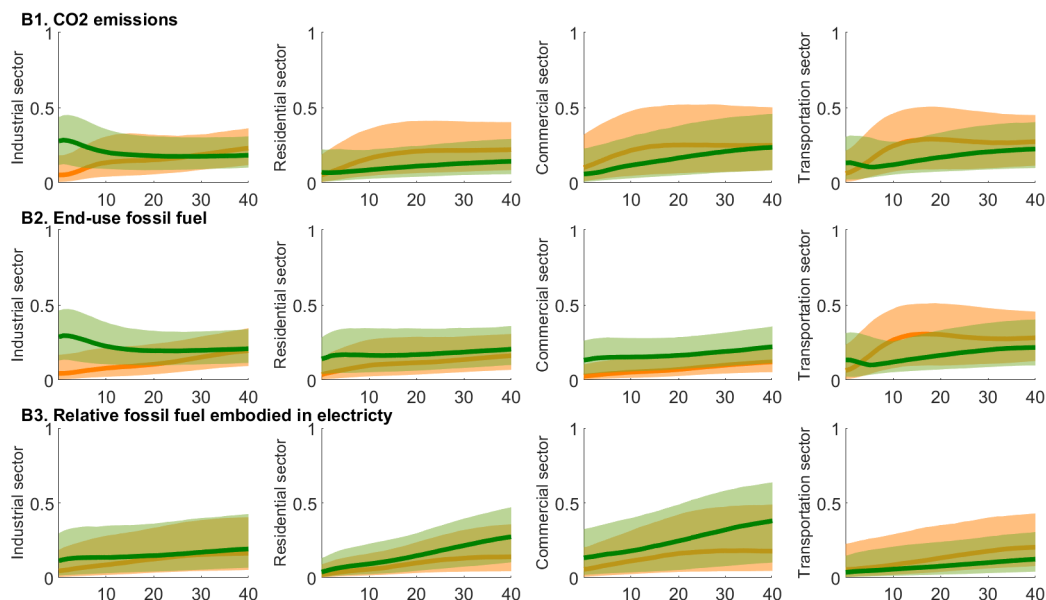 B1. CO2 emissions
Industrial sector
1
0.5
0
10 20 30 40
Residential sector
1
0.5
0
10 20 30 40
Commercial sector
1
0.5
0
10 20 30 40
Transportation sector
1
0.5
0
10 20 30 40
B2. End-use fossil fuel
Industrial sector
1
0.5
0
10 20 30 40
Residential sector
1
0.5
0
10 20 30 40
Commercial sector
1
0.5
0
10 20 30 40
Transportation sector
1
0.5
0
10 20 30 40
B3. Relative fossil fuel embodied in electricty
Industrial sector
1
0.5
0
10 20 30 40
Residential sector
1
0.5
0
10 20 30 40
Commercial sector
1
0.5
0
10 20 30 40
Transportation sector
1
0.5
0
10 20 30 40